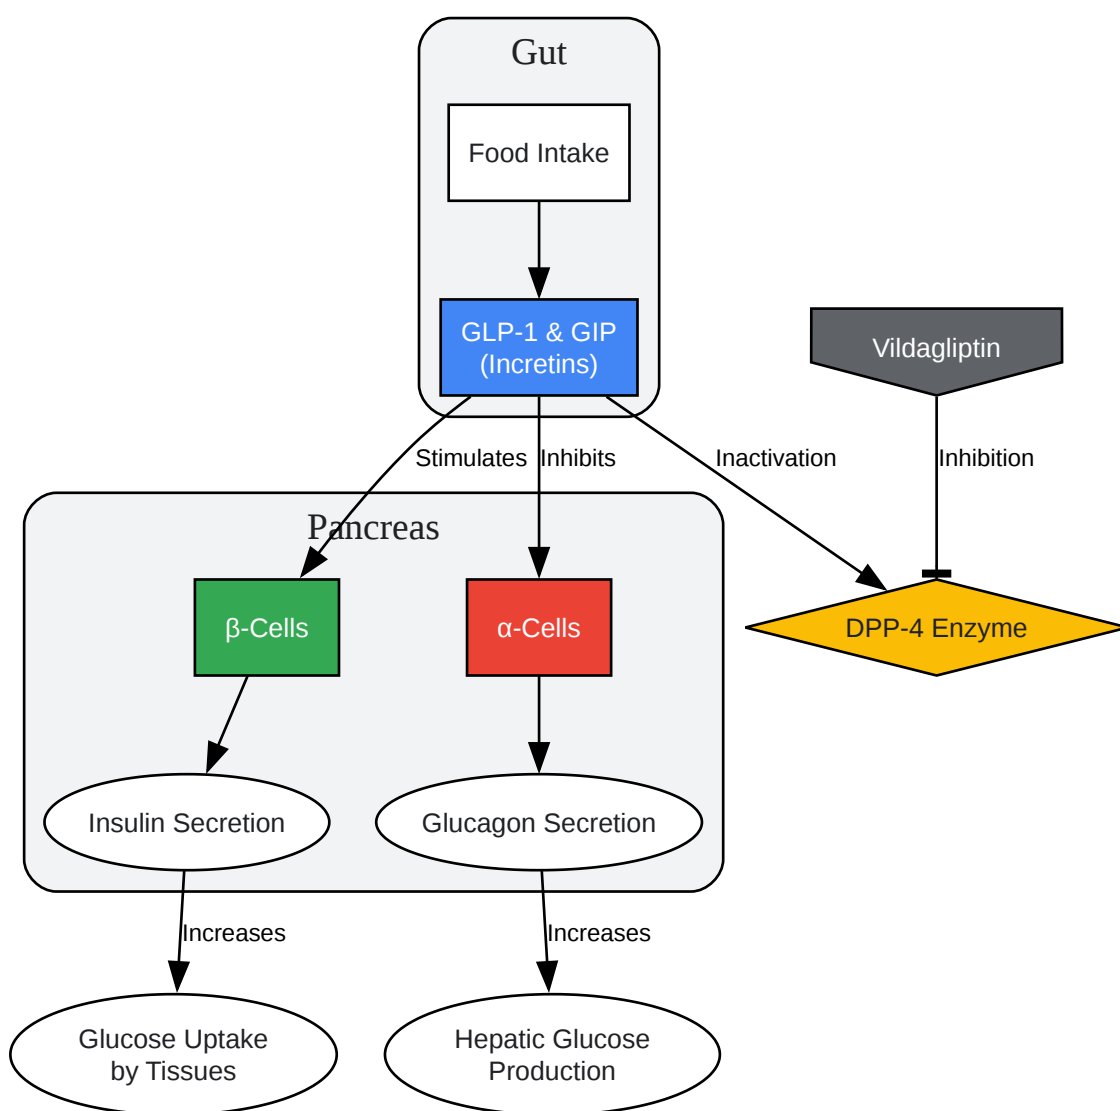 Gut
Food Intake
GLP-1 & GIP
(Incretins)
Vildagliptin
Stimulates
Inhibits
Inactivation
Inhibition
Pancreas
β-Cells
α-Cells
DPP-4 Enzyme
Insulin Secretion
Glucagon Secretion
Increases
Increases
Glucose Uptake
by Tissues
Hepatic Glucose
Production